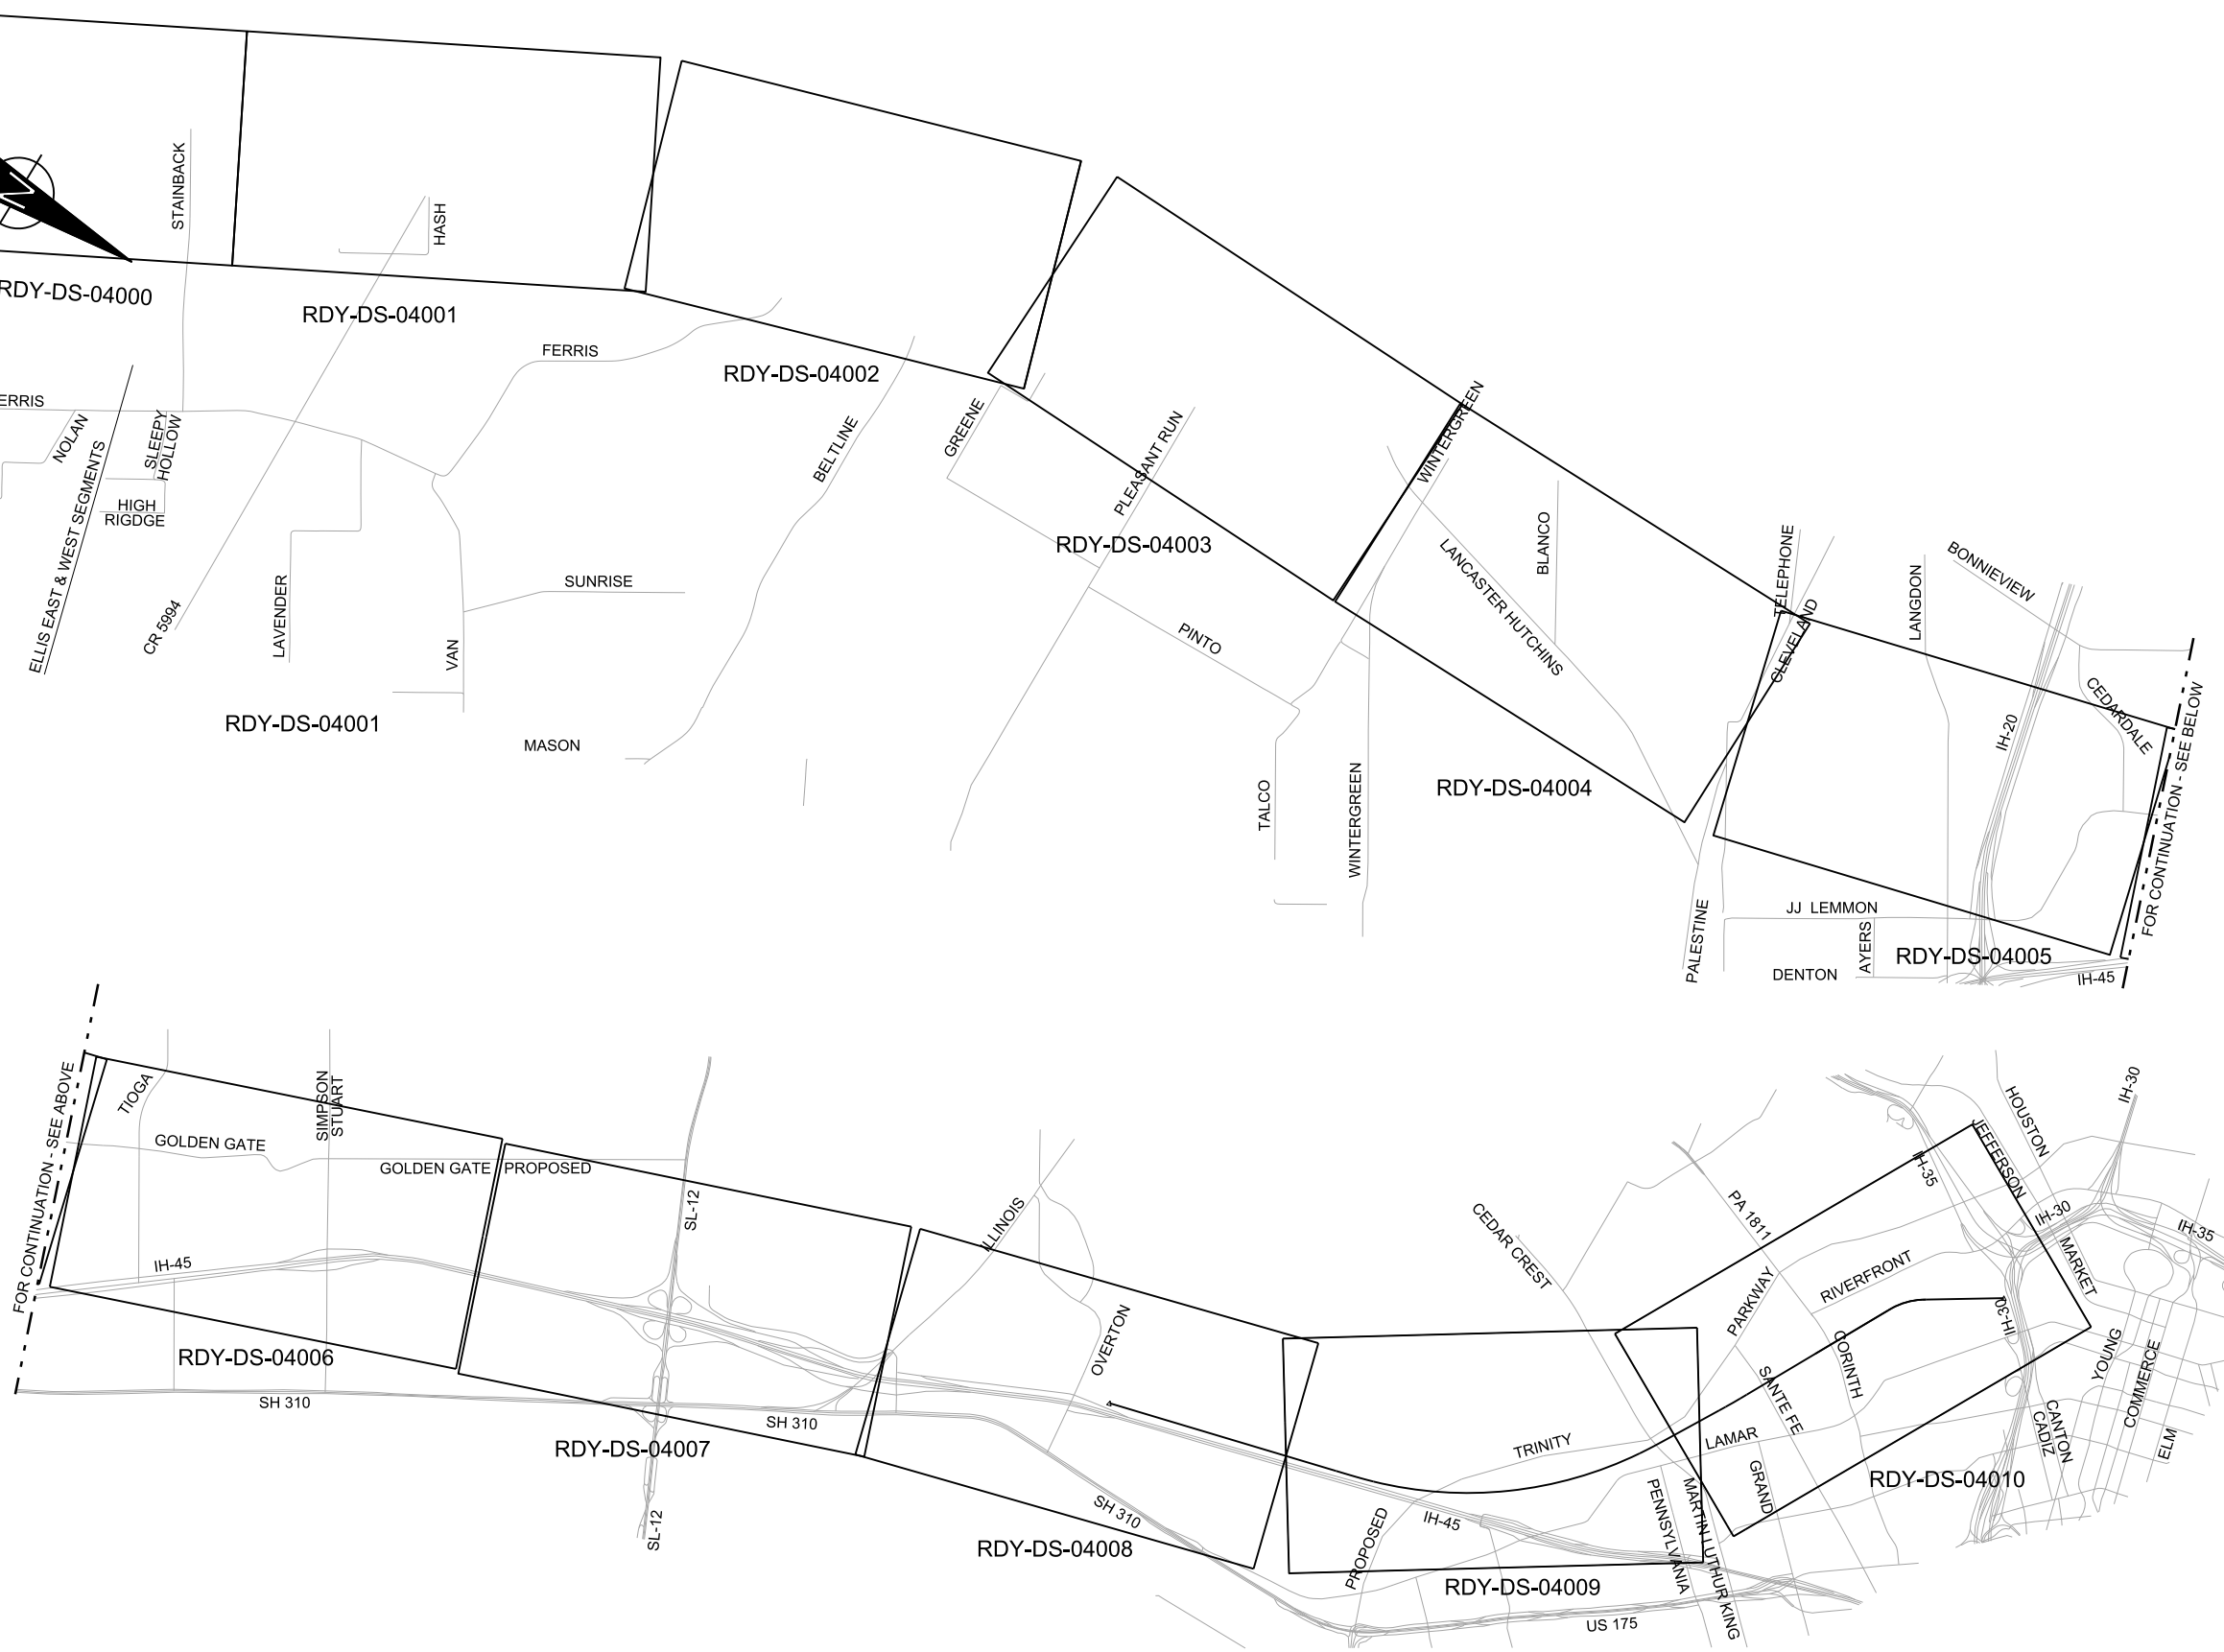 STAINBACK
HASH
N
RDY-DS-04000
RDY-DS-04001
FERRIS
RDY-DS-04002
ERRIS
NOLAN
SLEEPY
HOLLOW
ELLIS EAST & WEST SEGMENTS
HIGH
RIGDGE
CR 5994
LAVENDER
VAN
SUNRISE
RDY-DS-04001
MASON
BELTLINE
GREENE
PLEASANT RUN
RDY-DS-04003
WINTERGREEN
PINTO
TALCO
WINTERGREEN
LANCASTER HUTCHINS
BLANCO
RDY-DS-04004
TELEPHONE
CLEVELAND
LANGDON
BONNIEVIEW
IH-20
CEDARDALE
FOR CONTINUATION - SEE BELOW
PALESTINE
JJ LEMMON
AYERS
DENTON
RDY-DS-04005
IH-45
FOR CONTINUATION - SEE ABOVE
TIOGA
SIMPSON
STUART
GOLDEN GATE
GOLDEN GATE
PROPOSED
IH-45
RDY-DS-04006
SH 310
SL-12
SH 310
RDY-DS-04007
SL-12
ILLINOIS
OVERTON
SH 310
RDY-DS-04008
CEDAR CREST
PA 1811
PARKWAY
RIVERFRONT
TRINITY
SANTE FE
CORINTH
LAMAR
GRAND
PROPOSED
IH-45
PENNSYLVANIA
MARTIN LUTHUR KING
RDY-DS-04009
US 175
RDY-DS-04010
IH-35
JEFFERSON
HOUSTON
IH-30
IH-30
IH-35
MARKET
IH-30
YOUNG
COMMERCE
ELM
CANTON
CADIZ